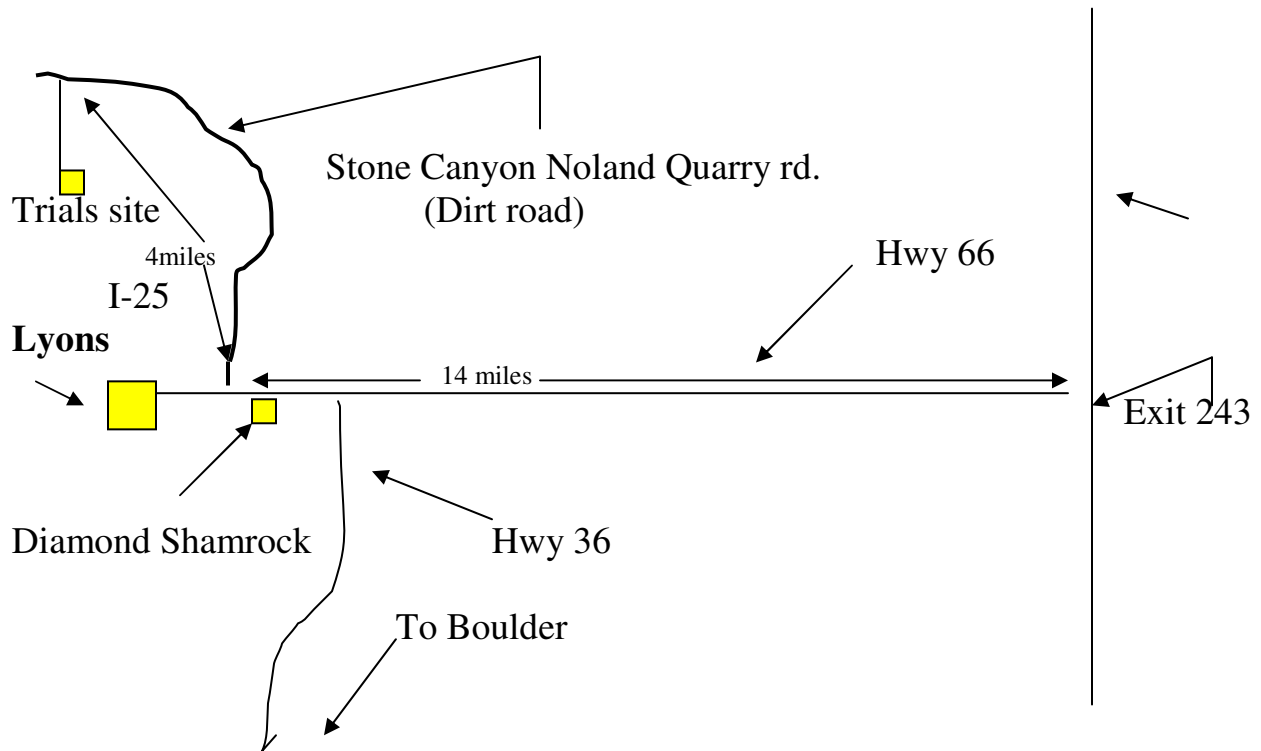 Stone Canyon Noland Quarry rd.
(Dirt road)
Trials site
Hwy 66
4miles
I-25
Lyons
14 miles
Exit 243
Diamond Shamrock
Hwy 36
To Boulder